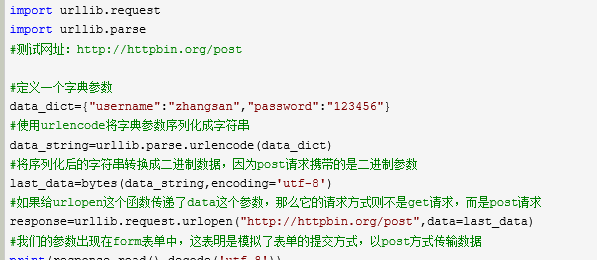 import urllib.request
import urllib.parse
#测试网址：http://httpbin.org/post
#定义一个字典参数
data_dict={"username":"zhangsan","password":"123456"}
#使用urlencode将字典参数序列化成字符串
data_string=urllib.parse.urlencode(data_dict)
#将序列化后的字符串转换成二进制数据，因为post请求携带的是二进制参数
last_data=bytes(data_string,encoding='utf-8')
#如果给urlopen这个函数传递了data这个参数，那么它的请求方式则不是get请求，而是post请求
response=urllib.request.urlopen("http://httpbin.org/post",data=last_data)
#我们的参数出现在form表单中，这表明是模拟了表单的提交方式，以post方式传输数据
print(response.read().decode('utf-8'))